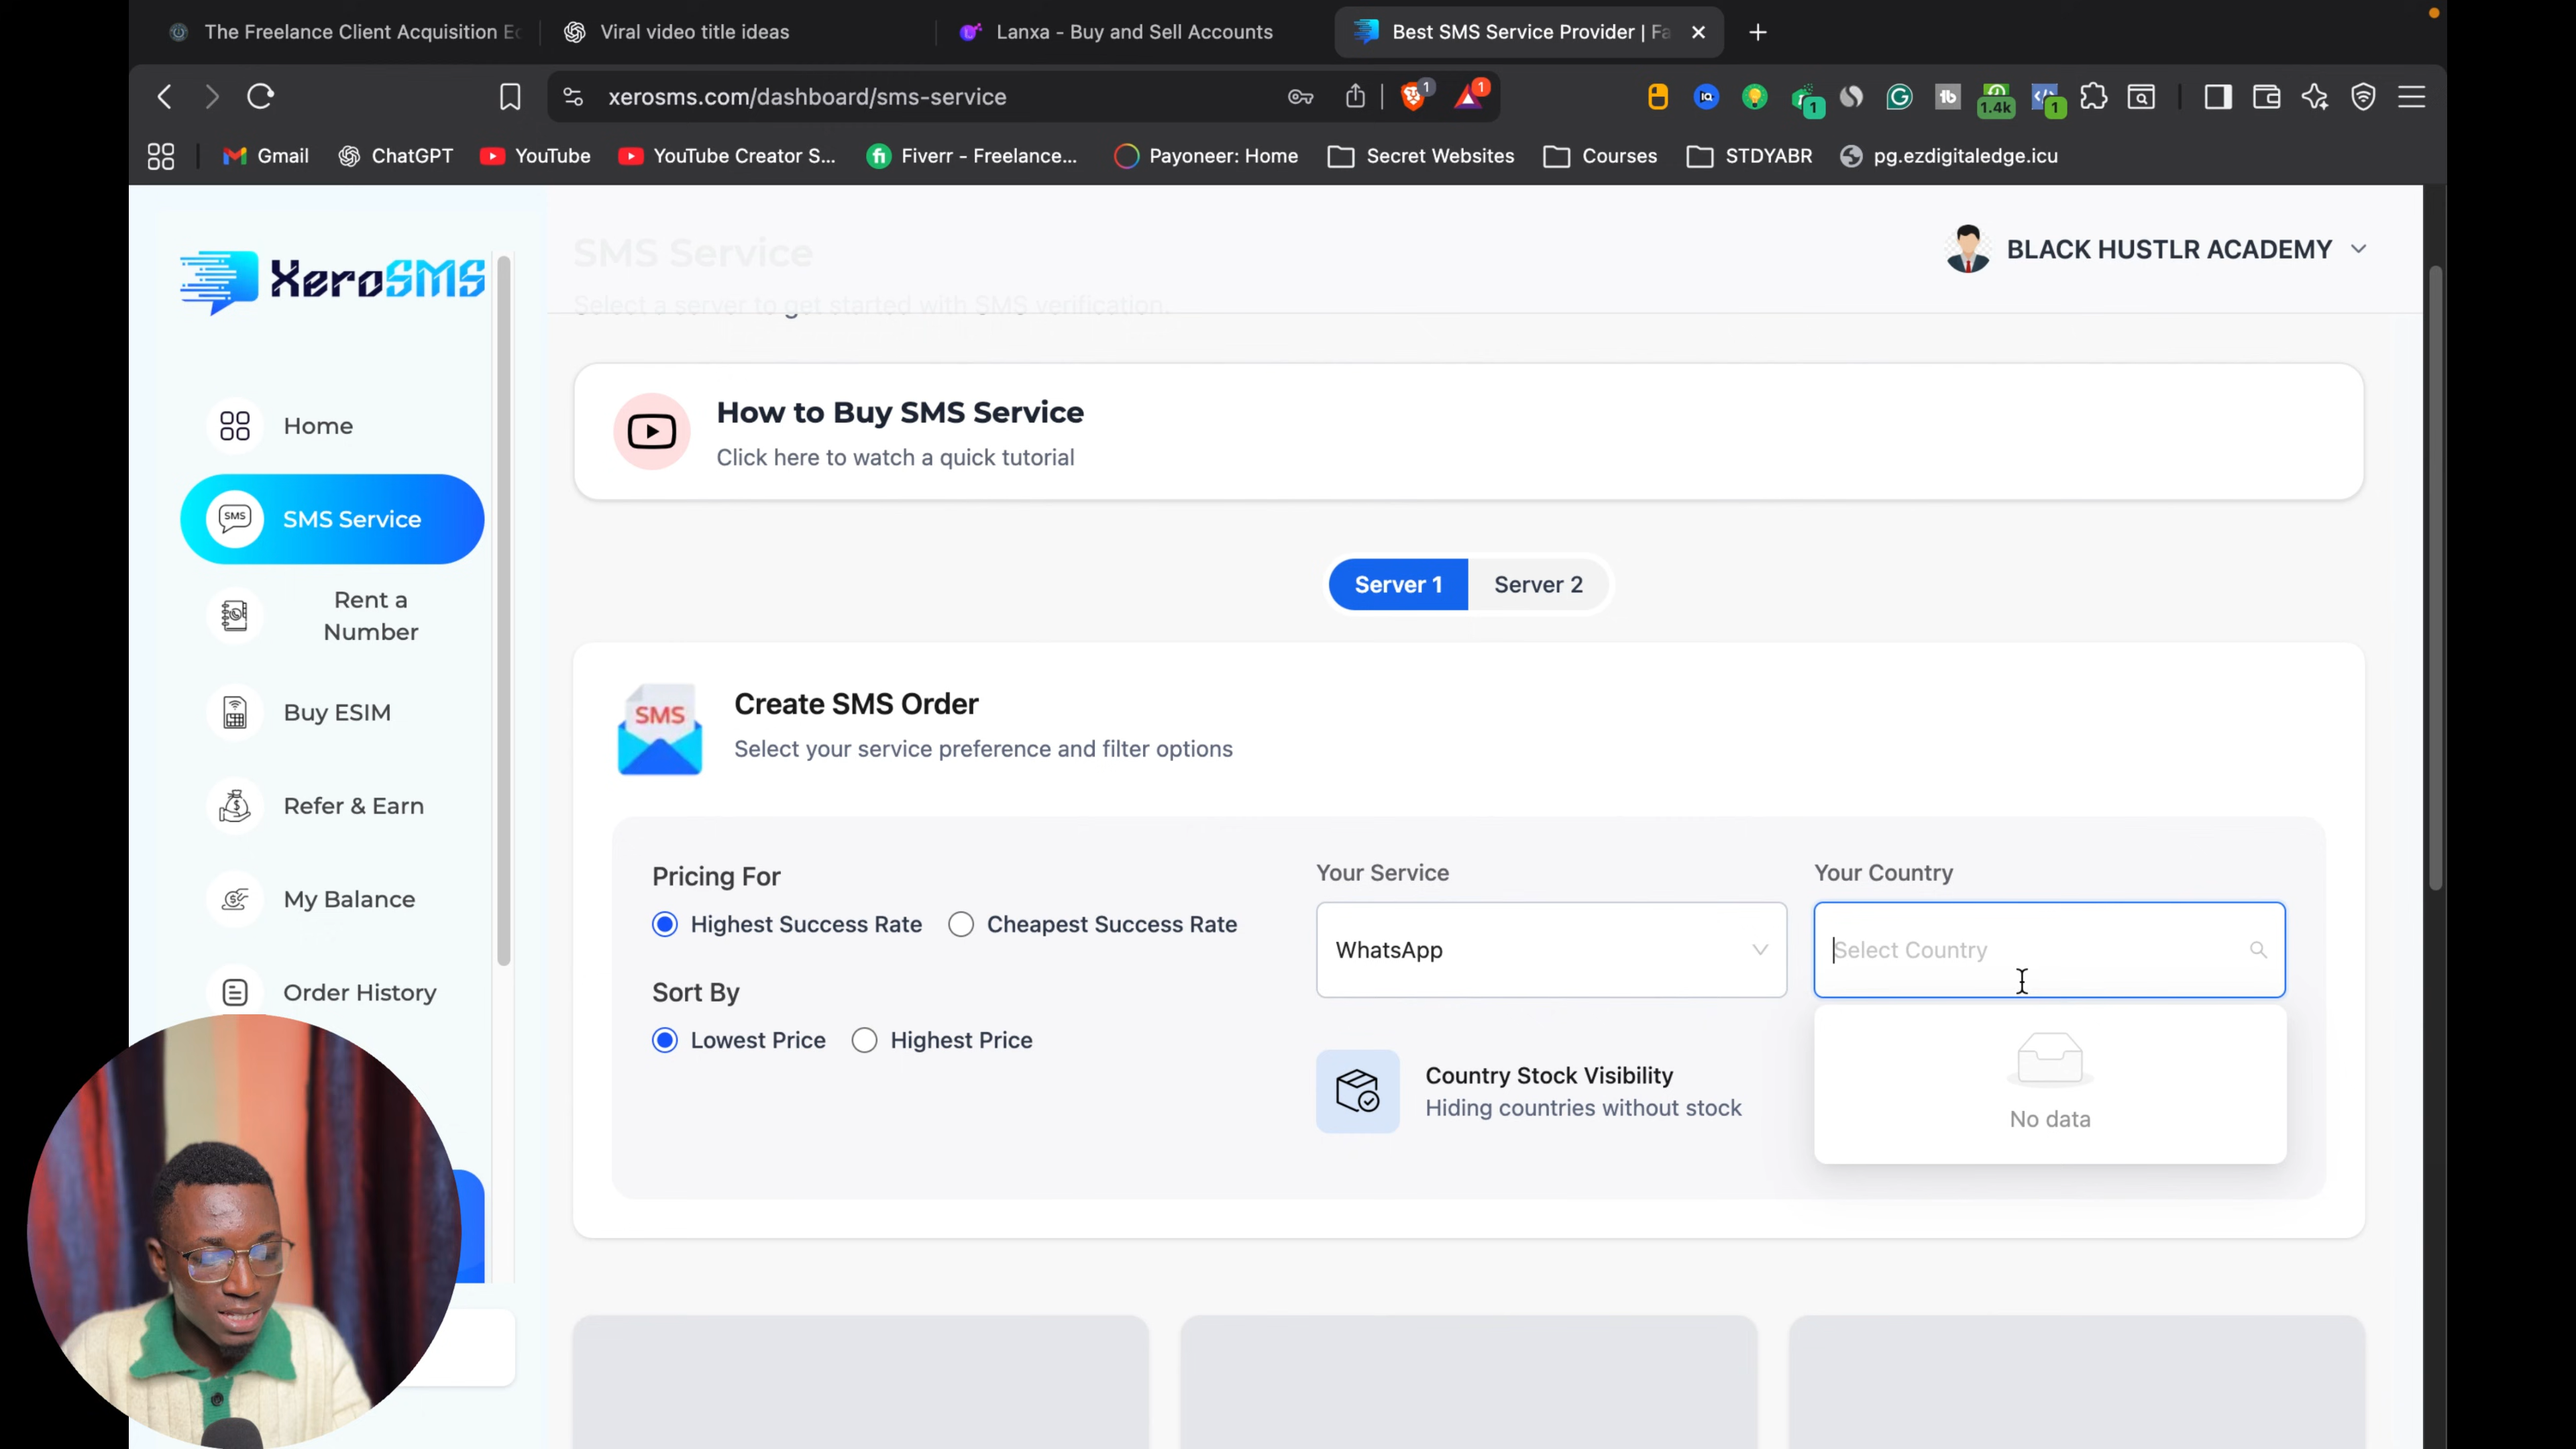 The Freelance Client Acquisition Ec
Viral video title ideas
Lanxa - Buy and Sell Accounts
Best SMS Service Provider | Fa
xerosms.com/dashboard/sms-service
1
1
1
1.4k
1
Gmail
ChatGPT
YouTube
YouTube Creator S...
Fiverr - Freelance...
Payoneer: Home
Secret Websites
Courses
STDYABR
pg.ezdigitaledge.icu
XeroSMS
SMS Service
Select a server to get started with SMS verification.
BLACK HUSTLR ACADEMY
Home
SMS
SMS Service
Rent a
Number
Buy ESIM
Refer & Earn
My Balance
Order History
How to Buy SMS Service
Click here to watch a quick tutorial
Server 1
Server 2
SMS
Create SMS Order
Select your service preference and filter options
Pricing For
Highest Success Rate
Cheapest Success Rate
Sort By
Lowest Price
Highest Price
Your Service
WhatsApp
Your Country
Select Country
No data
Country Stock Visibility
Hiding countries without stock